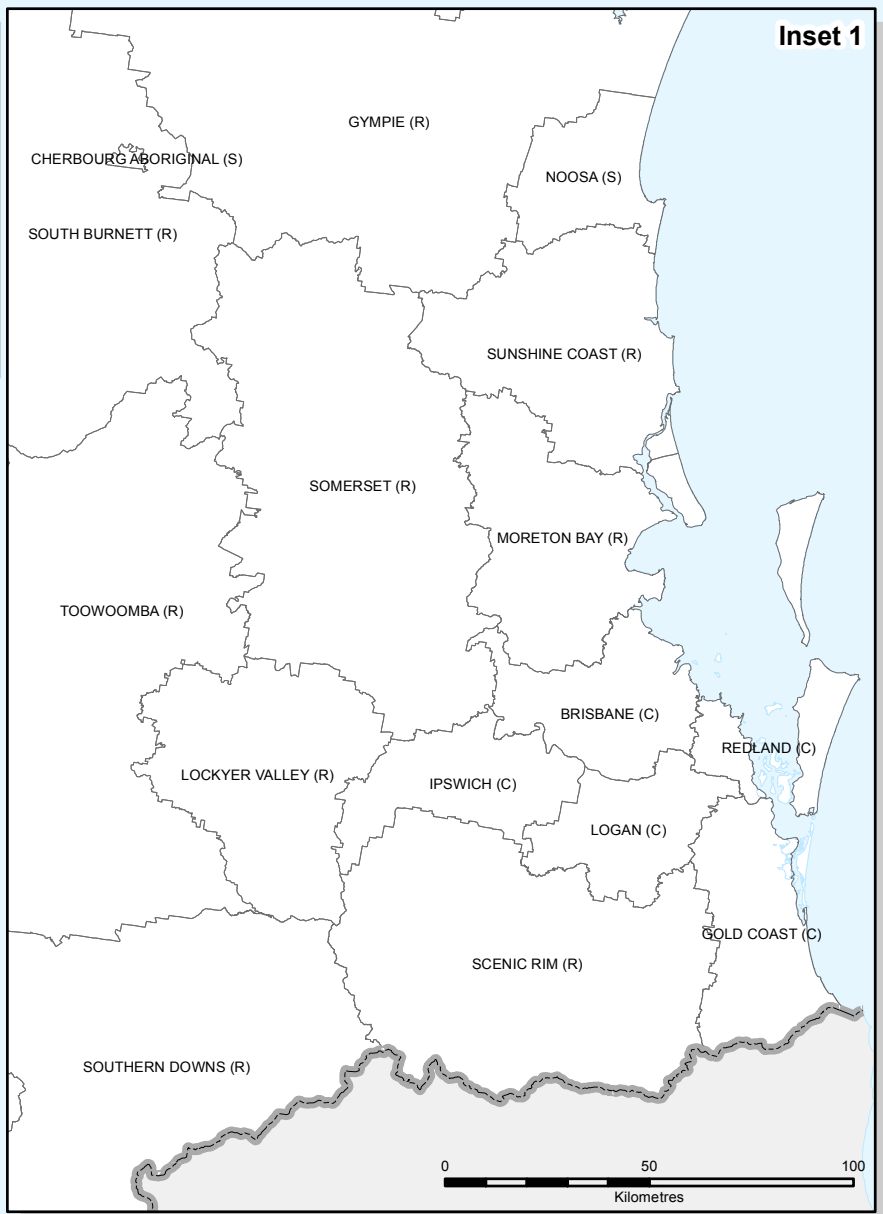 Inset 1
GYMPIE (R)
CHERBOURG ABORIGINAL (S)
NOOSA (S)
SOUTH BURNETT (R)
SUNSHINE COAST (R)
SOMERSET (R)
MORETON BAY (R)
TOOWOOMBA (R)
BRISBANE (C)
REDLAND (C)
LOCKYER VALLEY (R)
IPSWICH (C)
LOGAN (C)
GOLD COAST (C)
SCENIC RIM (R)
SOUTHERN DOWNS (R)
0 50 100
Kilometres